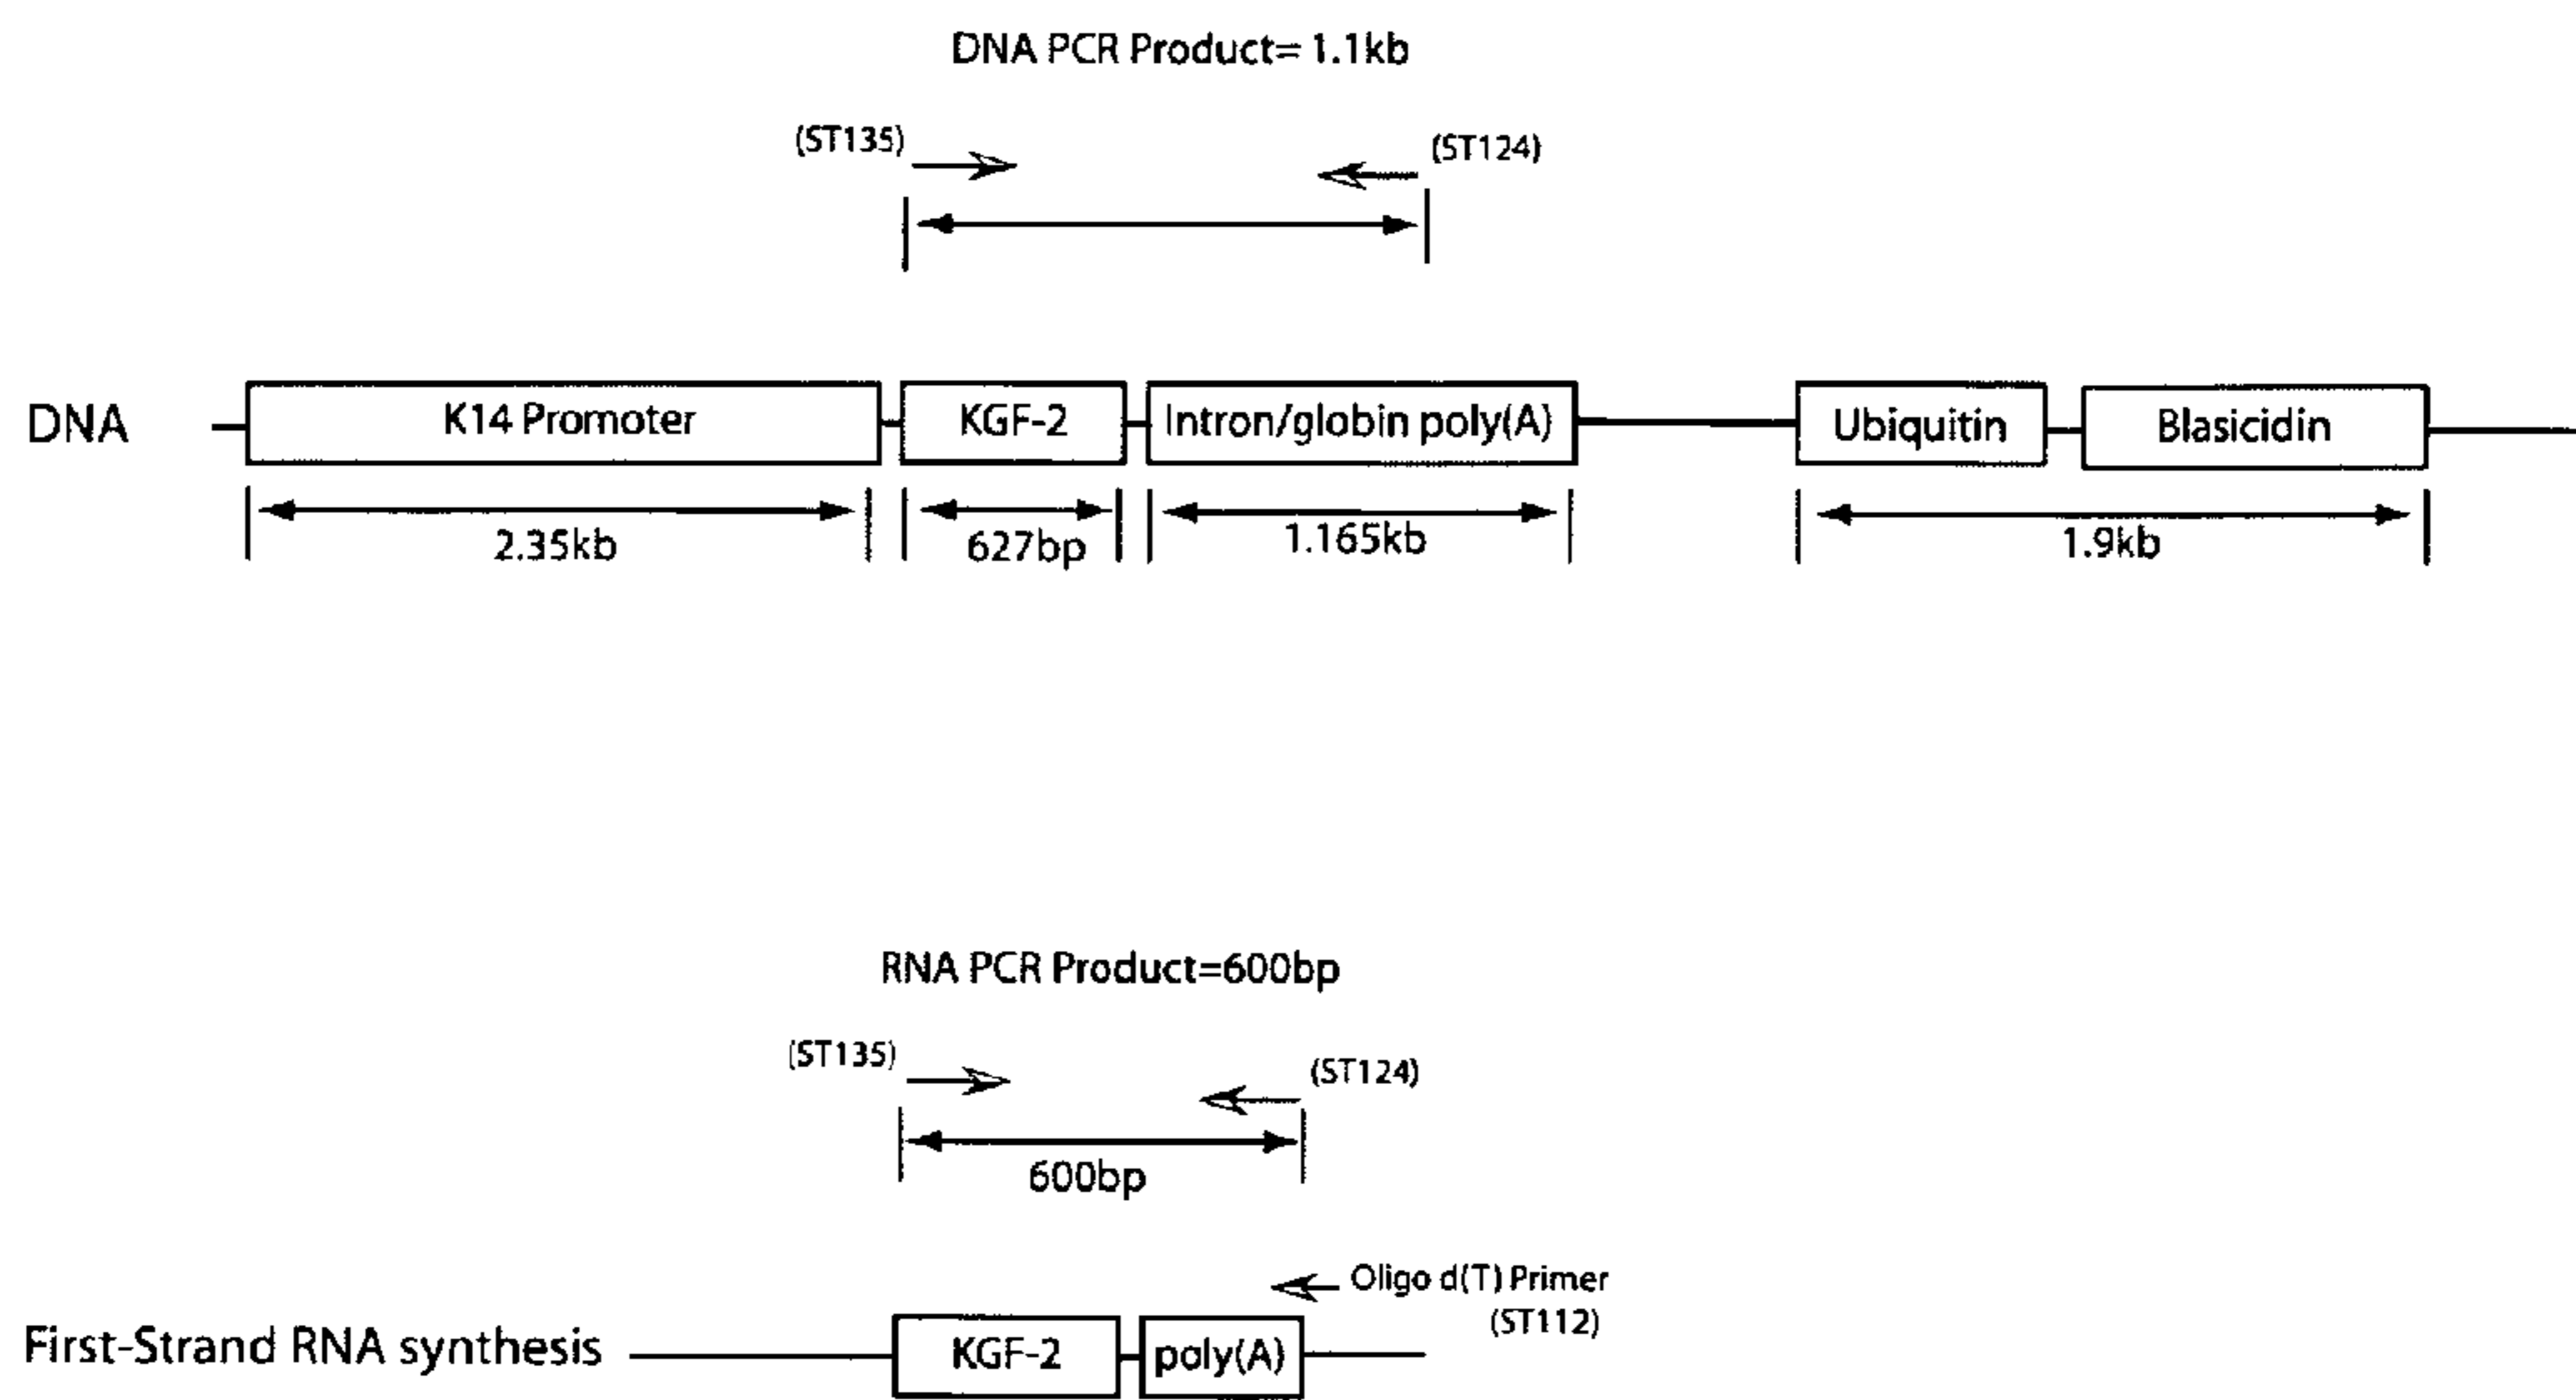 DNA PCR Product= 1.1kb
(ST135)
(ST124)
DNA
K14 Promoter
KGF-2
Intron/globin poly(A)
Ubiquitin
Blasicidin
2.35kb
627bp
1.165kb
1.9kb
RNA PCR Product=600bp
(ST135)
(ST124)
600bp
Oligo d(T) Primer
(ST112)
First-Strand RNA synthesis
KGF-2
poly(A)